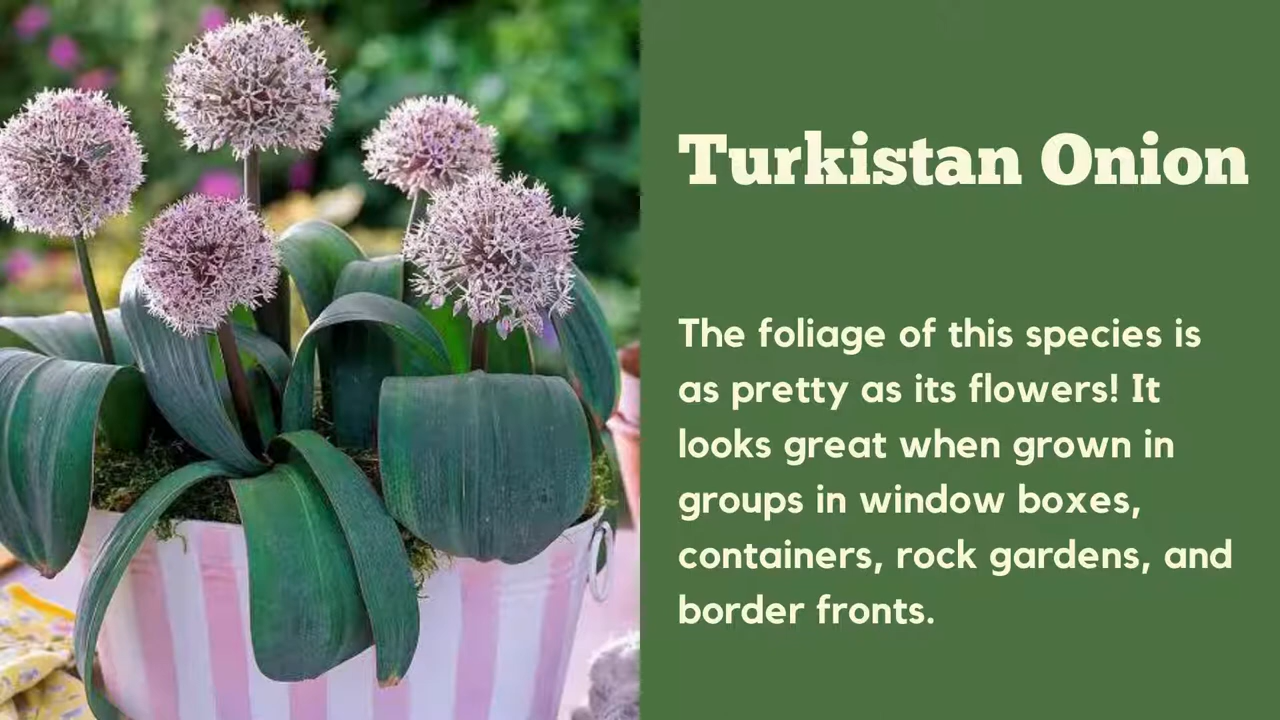 Turkistan Onion
The foliage of this species is
as pretty as its flowers! It
looks great when grown in
groups in window boxes,
containers, rock gardens, and
border fronts.